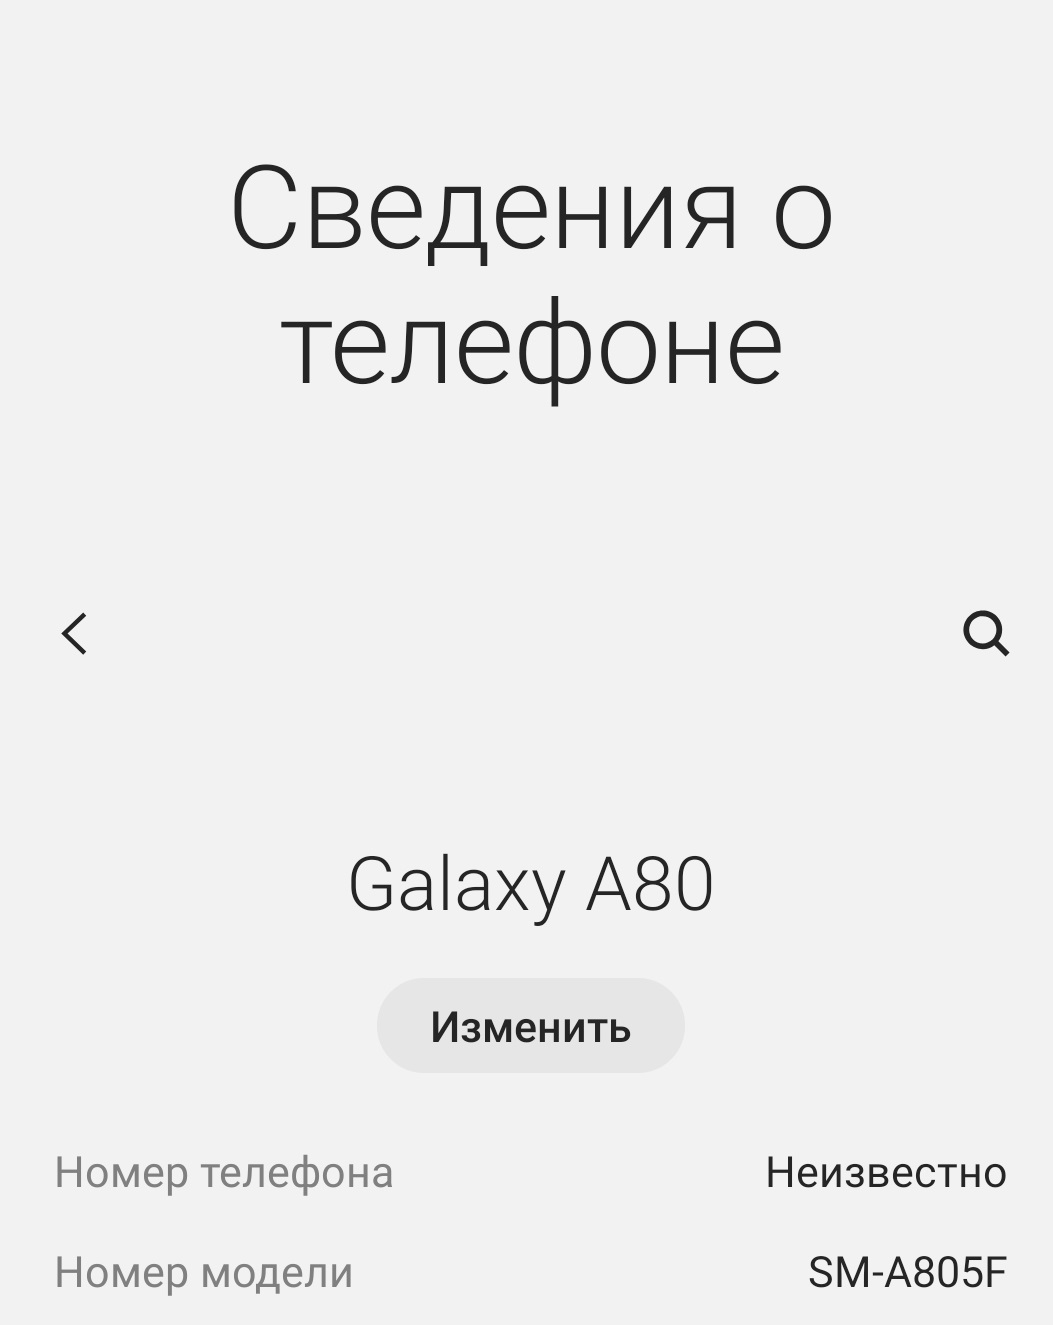 Сведения о
телефоне
Galaxy A80
Изменить
Номер телефона Неизвестно
Номер модели SM-A805F